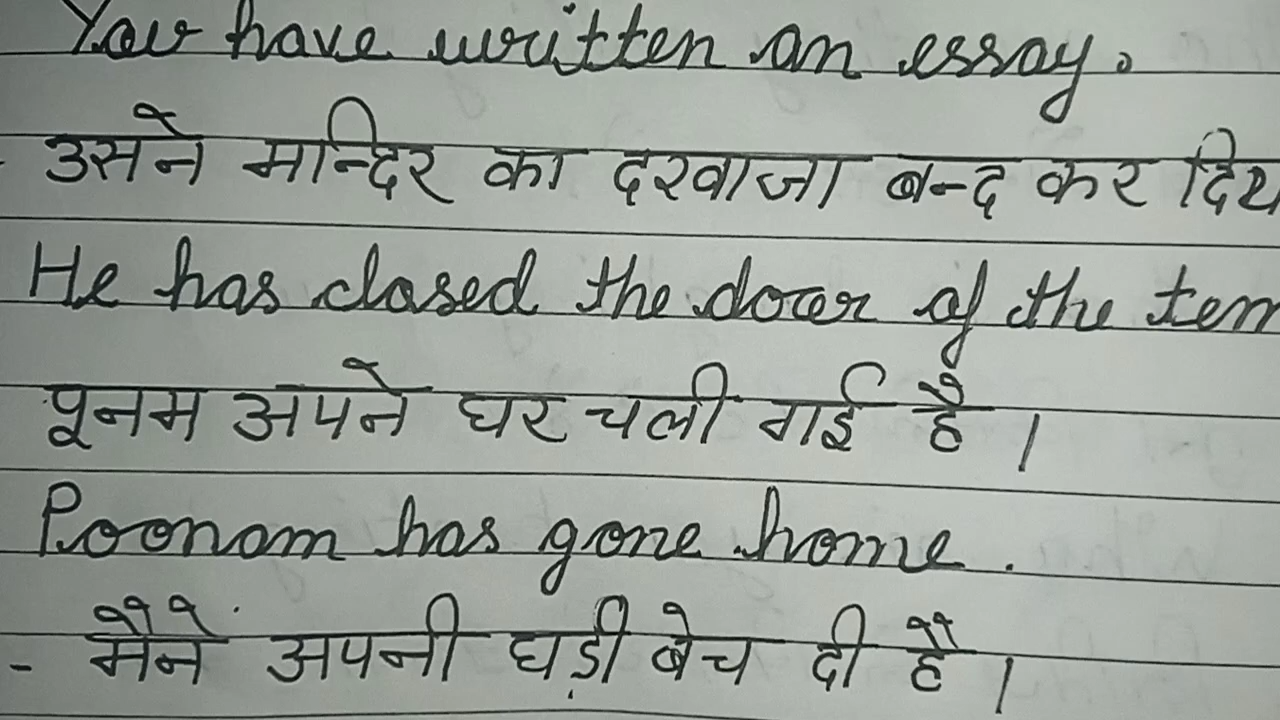 You have written an essay.
- उसने मन्दिर का दरवाजा बन्द कर दिय
He has closed the door of the tem
पूनम अपने घर चली गई है।
Poonam has gone home.
- मैने अपनी घड़ी बेच दी है।